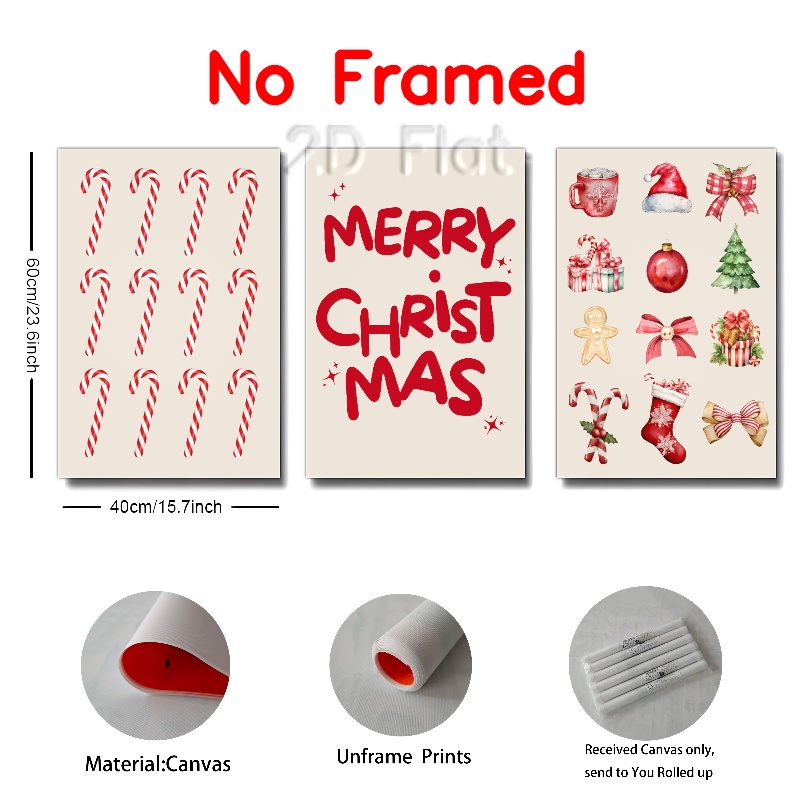 No Framed
2D Flat
60cm/23.6inch
MERRY
CHRIST
MAS
40cm/15.7inch
Material:Canvas
Unframe Prints
Received Canvas only,
send to You Rolled up